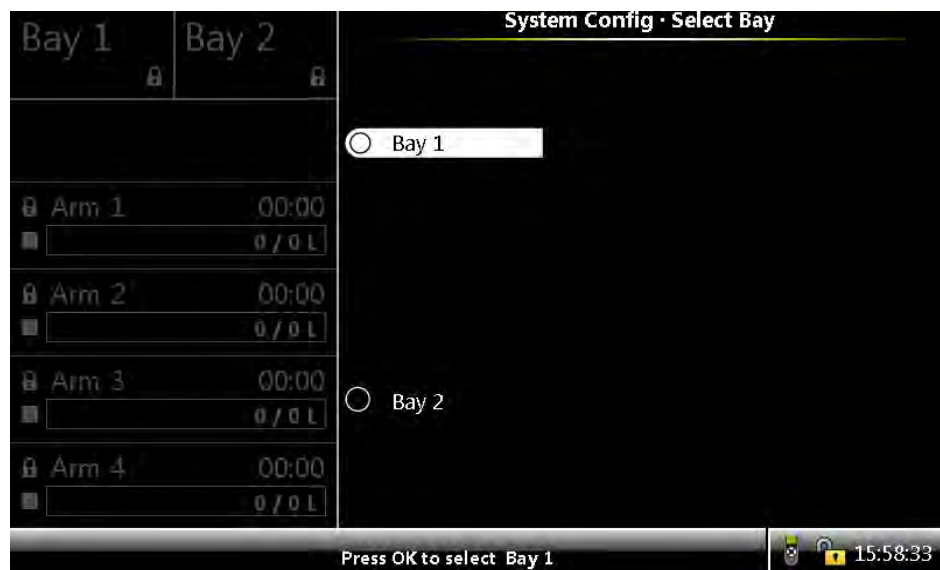 Bay 1
Bay 2
System Config · Select Bay
Bay 1
Arm 1 00:00
0 / 0 L
Arm 2 00:00
0 / 0 L
Arm 3 00:00
0 / 0 L
Bay 2
Arm 4 00:00
0 / 0 L
Press OK to select Bay 1
15:58:33